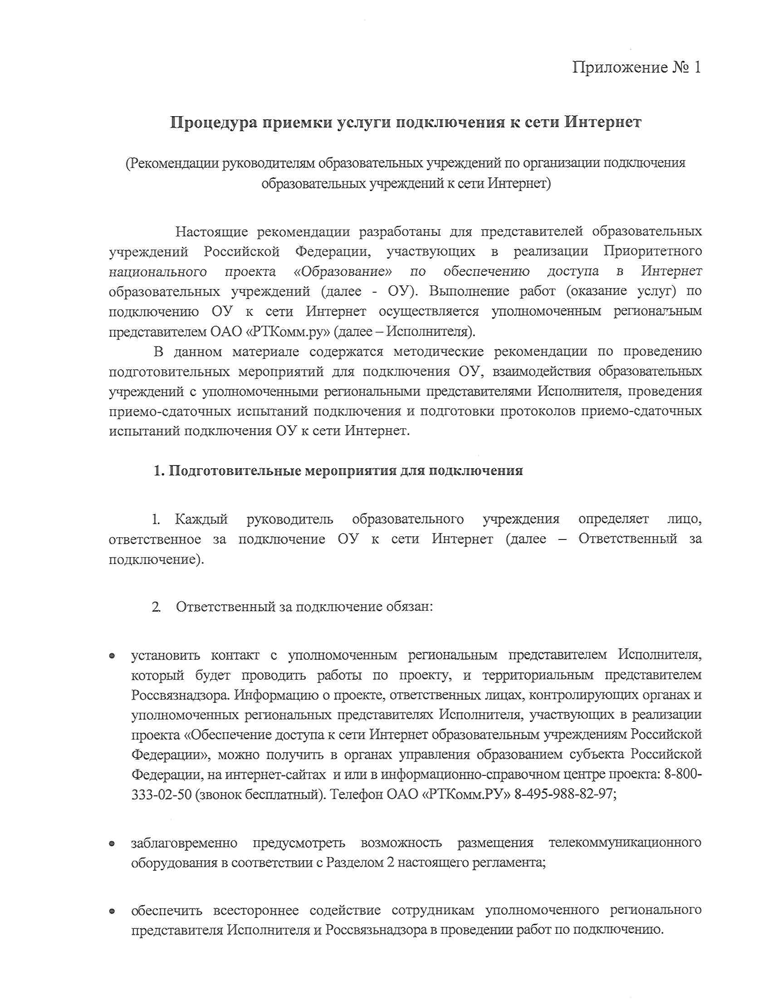 Приложение № 1
Процедура приемки услуги подключения к сети Интернет
(Рекомендации руководителям образовательных учреждений по организации подключения
образовательных учреждений к сети Интернет)
Настоящие рекомендации разработаны для представителей образовательных
учреждений Российской Федерации, участвующих в реализации Приоритетного
национального проекта «Образование» по обеспечению доступа в Интернет
образовательных учреждений (далее - ОУ). Выполнение работ (оказание услуг) по
подключению ОУ к сети Интернет осуществляется уполномоченным региональным
представителем ОАО «РТКомм.ру» (далее – Исполнителя).
В данном материале содержатся методические рекомендации по проведению
подготовительных мероприятий для подключения ОУ, взаимодействия образовательных
учреждений с уполномоченными региональными представителями Исполнителя, проведения
приемо-сдаточных испытаний подключения и подготовки протоколов приемо-сдаточных
испытаний подключения ОУ к сети Интернет.
1. Подготовительные мероприятия для подключения
1. Каждый руководитель образовательного учреждения определяет лицо,
ответственное за подключение ОУ к сети Интернет (далее – Ответственный за
подключение).
2. Ответственный за подключение обязан:
• установить контакт с уполномоченным региональным представителем Исполнителя,
который будет проводить работы по проекту, и территориальным представителем
Россвязнадзора. Информацию о проекте, ответственных лицах, контролирующих органах и
уполномоченных региональных представителях Исполнителя, участвующих в реализации
проекта «Обеспечение доступа к сети Интернет образовательным учреждениям Российской
Федерации», можно получить в органах управления образованием субъекта Российской
Федерации, на интернет-сайтах и или в информационно-справочном центре проекта: 8-800-
333-02-50 (звонок бесплатный). Телефон ОАО «РТКомм.РУ» 8-495-988-82-97;
• заблаговременно предусмотреть возможность размещения телекоммуникационного
оборудования в соответствии с Разделом 2 настоящего регламента;
• обеспечить всестороннее содействие сотрудникам уполномоченного регионального
представителя Исполнителя и Россвязьнадзора в проведении работ по подключению.